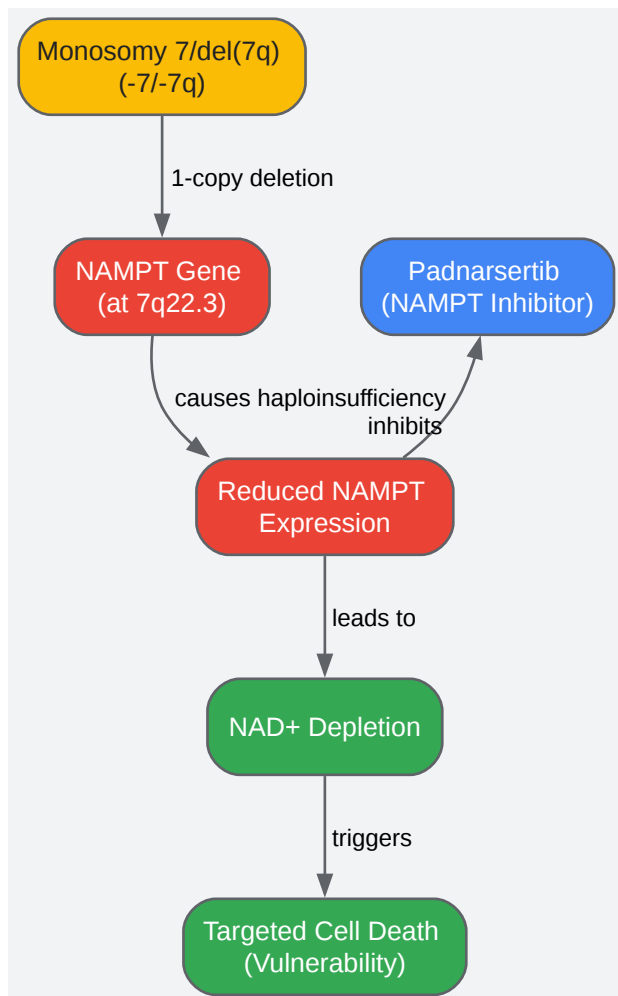 Monosomy 7/del(7q)
(-7/-7q)
1-copy deletion
NAMPT Gene
(at 7q22.3)
Padnarsertib
(NAMPT Inhibitor)
causes haploinsufficiency
inhibits
Reduced NAMPT
Expression
leads to
NAD+ Depletion
triggers
Targeted Cell Death
(Vulnerability)